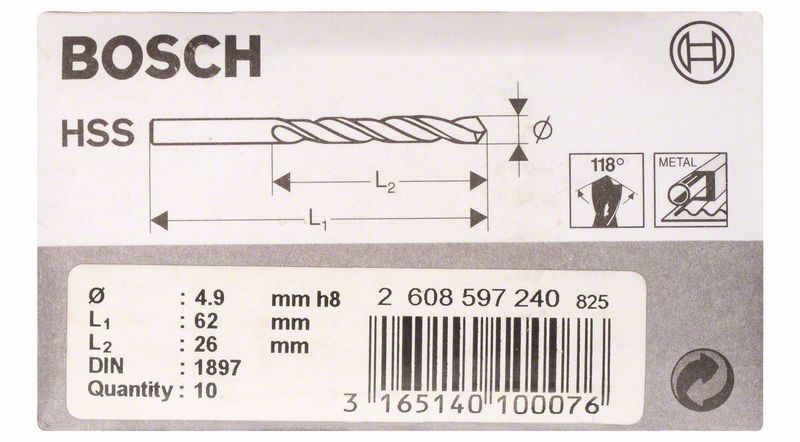 BOSCH
HSS
Ø
L2
L1
118°
METAL
Ø : 4.9 mm h8
L1 : 62 mm
L2 : 26 mm
DIN : 1897
Quantity : 10
2 608 597 240 825
3 165140 100076